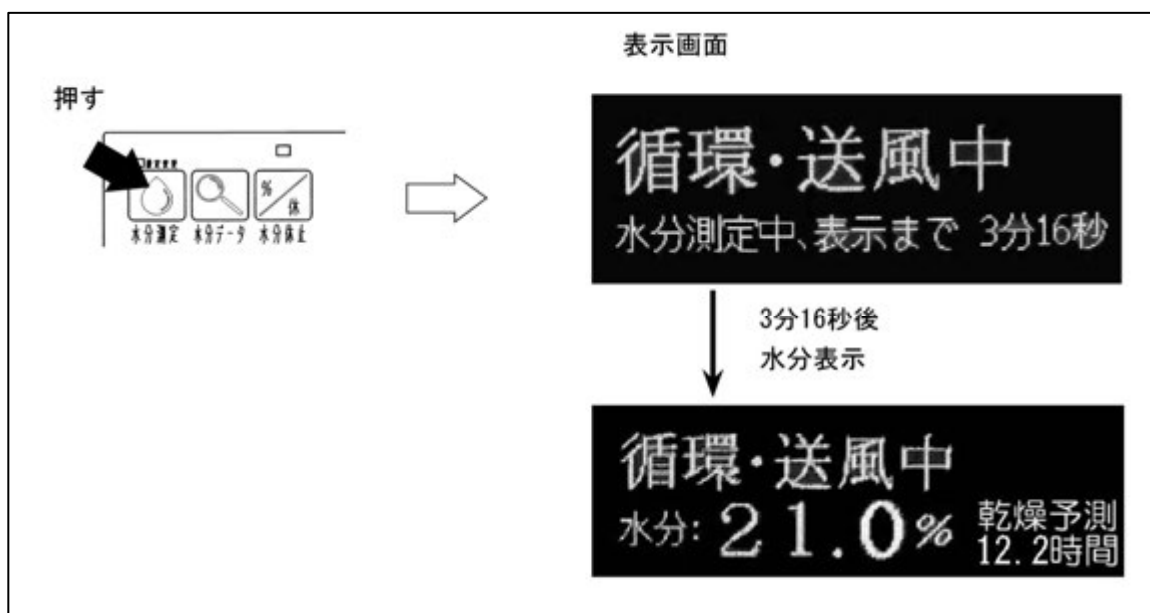 表示画面
押す
%
休
水分測定
水分データ
水分休止
循環・送風中
水分測定中、表示まで 3分16秒
3分16秒後
水分表示
循環・送風中
水分:21.0%
乾燥予測
12.2時間